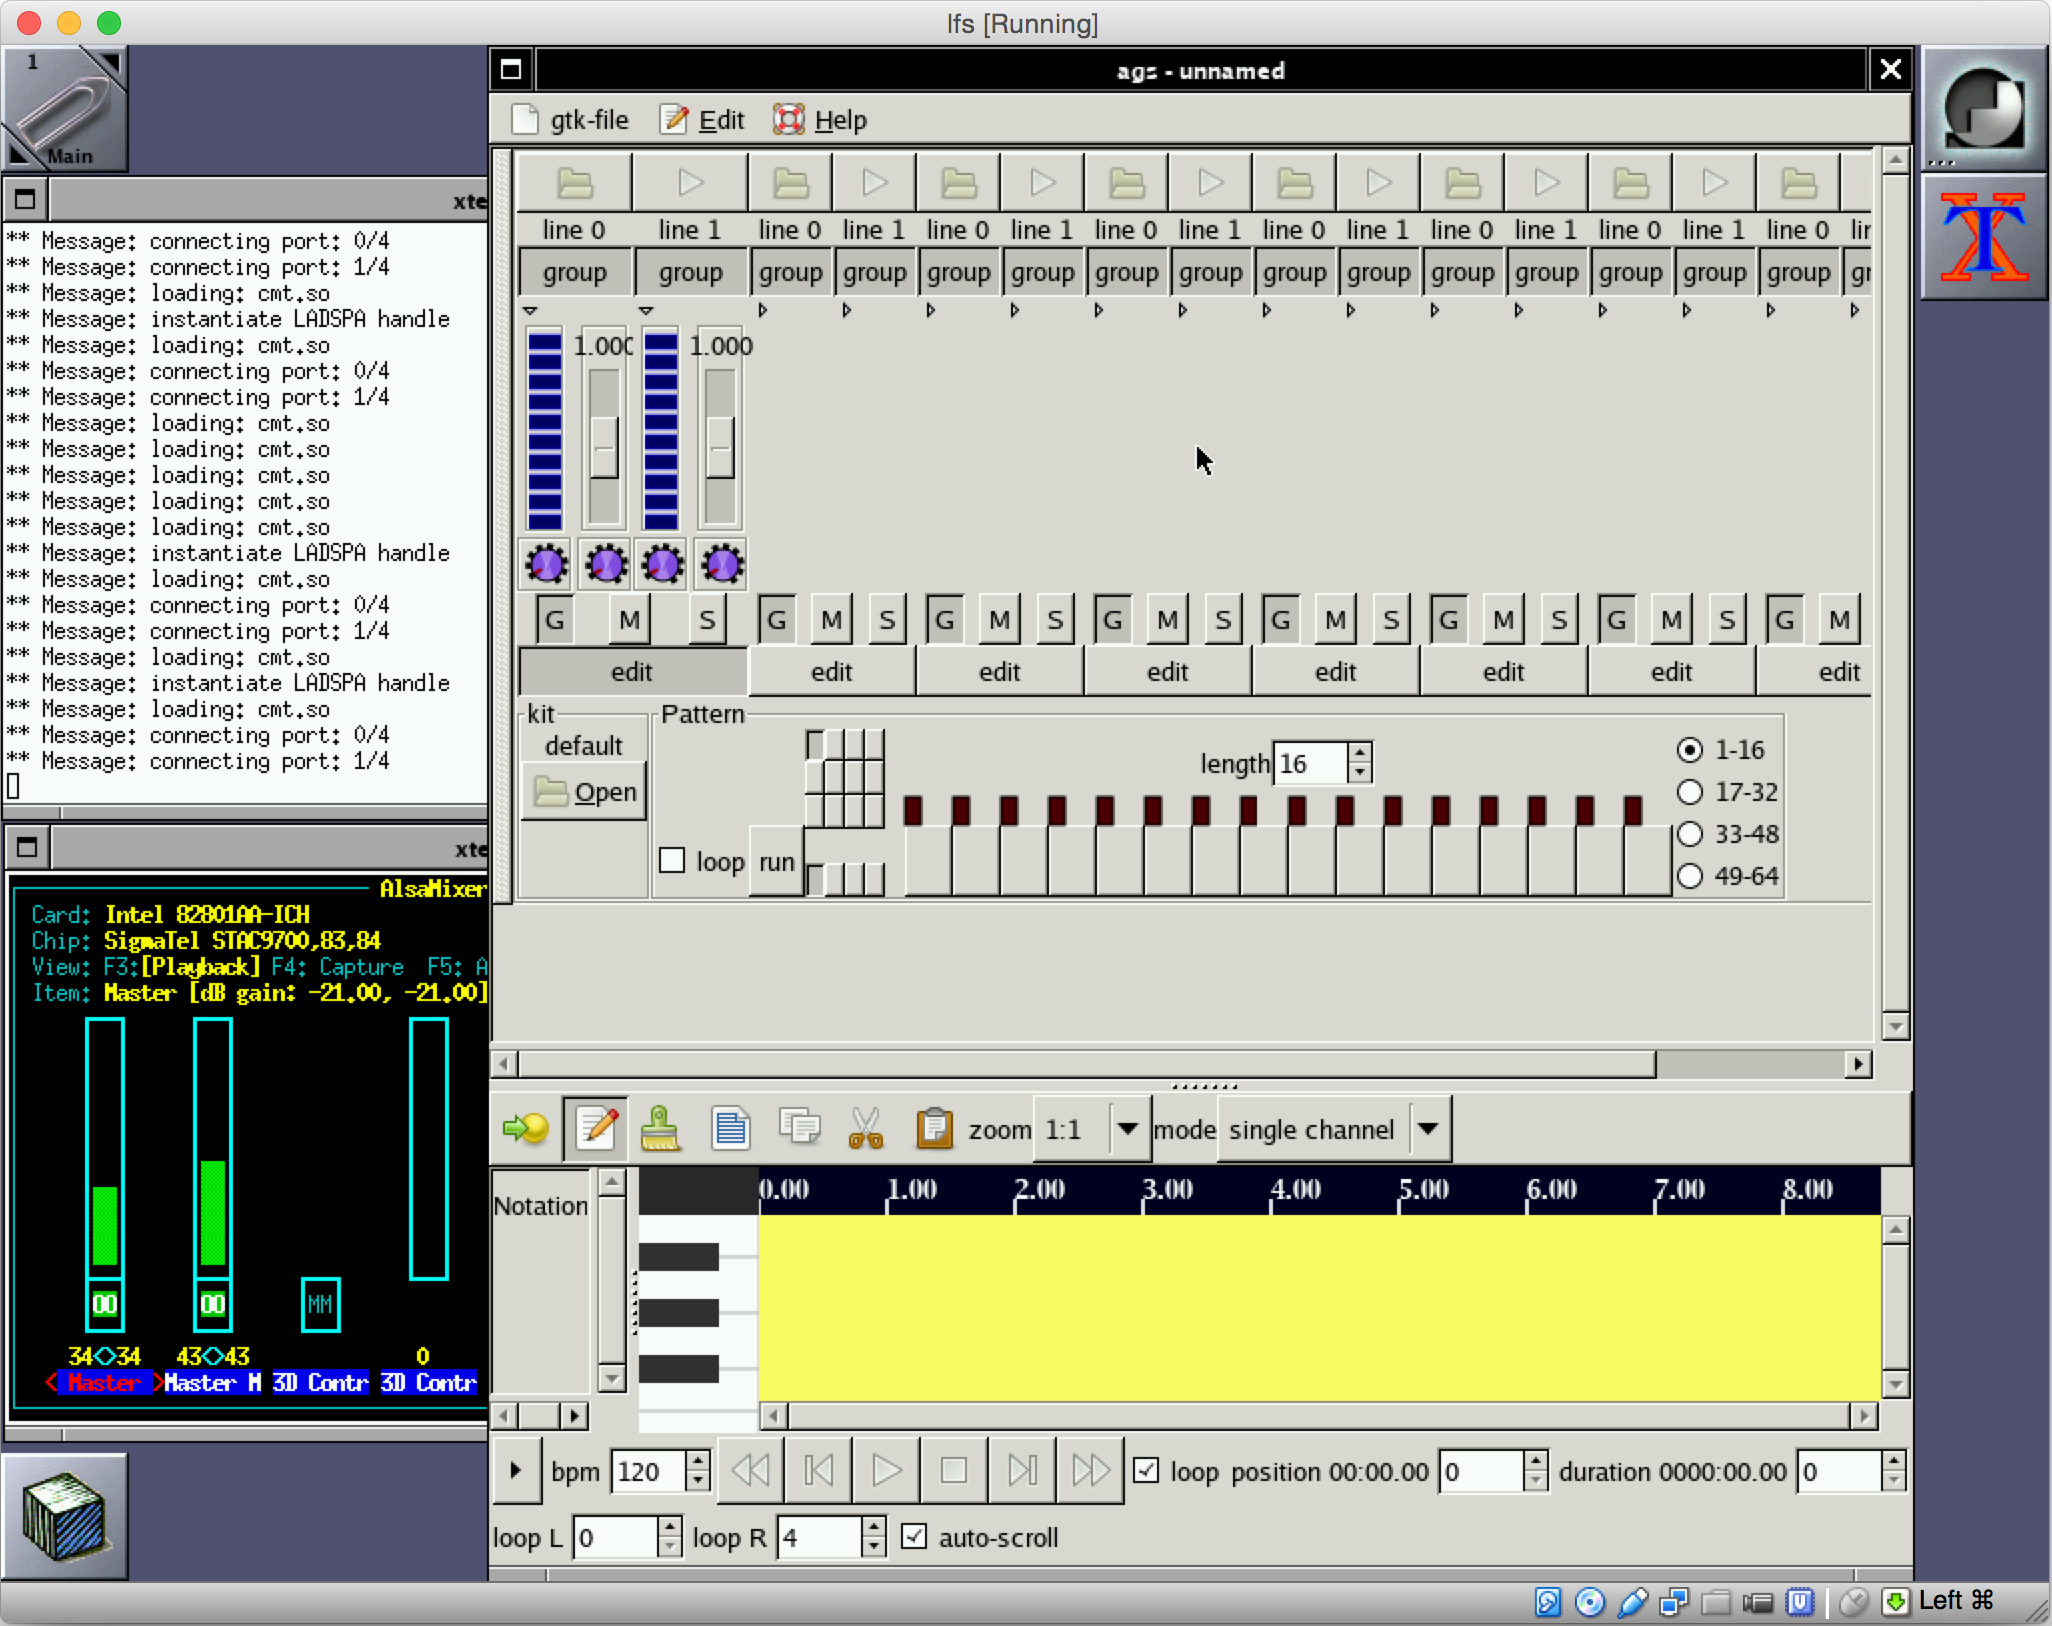 lfs [Running]
1
Main
xte
** Message: connecting port: 0/4
** Message: connecting port: 1/4
** Message: loading: cmt.so
** Message: instantiate LADSPA handle
** Message: loading: cmt.so
** Message: connecting port: 0/4
** Message: connecting port: 1/4
** Message: loading: cmt.so
** Message: loading: cmt.so
** Message: loading: cmt.so
** Message: loading: cmt.so
** Message: loading: cmt.so
** Message: instantiate LADSPA handle
** Message: loading: cmt.so
** Message: connecting port: 0/4
** Message: connecting port: 1/4
** Message: loading: cmt.so
** Message: instantiate LADSPA handle
** Message: loading: cmt.so
** Message: connecting port: 0/4
** Message: connecting port: 1/4
xte
AlsaMixer
Card: Intel 82801AA-ICH
Chip: SigmaTel STAC9700,83,84
View: F3:[Playback] F4: Capture F5: A
Item: Master [dB gain: -21.00, -21.00]
00 00 MM
34<>34 43<>43 0
< Master >Master M 3D Contr 3D Contr
ags - unnamed
gtk-file Edit Help
line 0 line 1 line 0 line 1 line 0 line 1 line 0 line 1 line 0 line 1 line 0 line 1 line 0 line 1 line 0 lir
group group group group group group group group group group group group group group group gr
1.000 1.000
G M S G M S G M S G M S G M S G M S G M S G M
edit edit edit edit edit edit edit edit
kit Pattern
default
Open
loop run
length 16
1-16
17-32
33-48
49-64
zoom 1:1 mode single channel
Notation
0.00 1.00 2.00 3.00 4.00 5.00 6.00 7.00 8.00
bpm 120 loop position 00:00.00 0 duration 0000:00.00 0
loop L 0 loop R 4 auto-scroll
Left ⌘